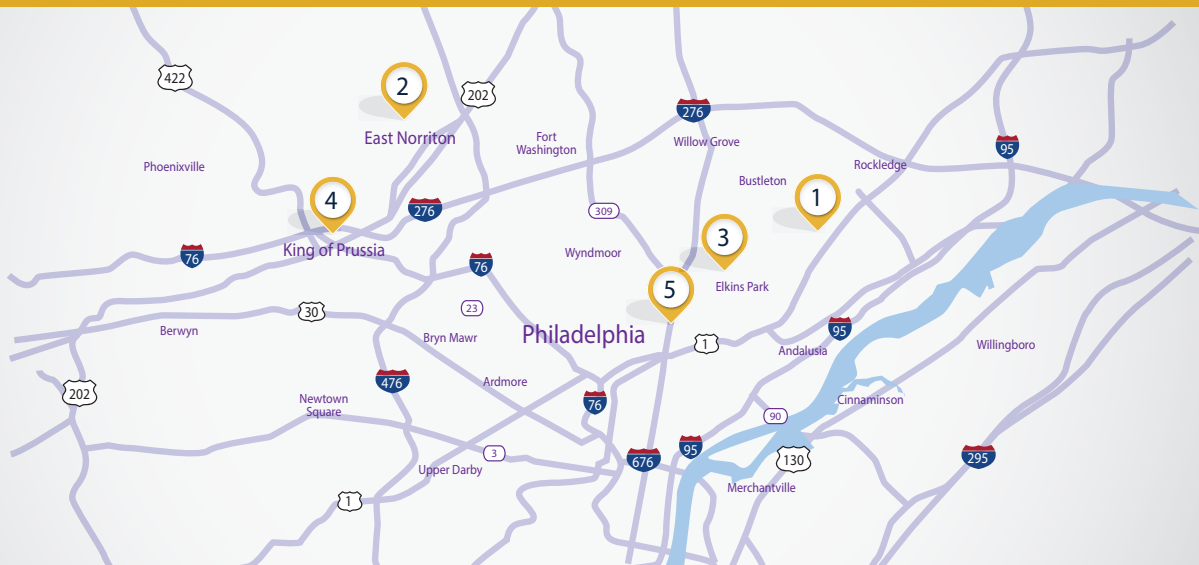 422
2
202
East Norriton
276
Fort
Washington
Willow Grove
95
Phoenixville
Rockledge
Bustleton
4
276
309
1
3
King of Prussia
76
Wyndmoor
76
Elkins Park
5
23
30
Berwyn
Bryn Mawr
Philadelphia
1
95
Andalusia
Willingboro
202
476
Ardmore
76
Newtown
Square
90
Cinnaminson
3
Upper Darby
676
95
130
295
Merchantville
1